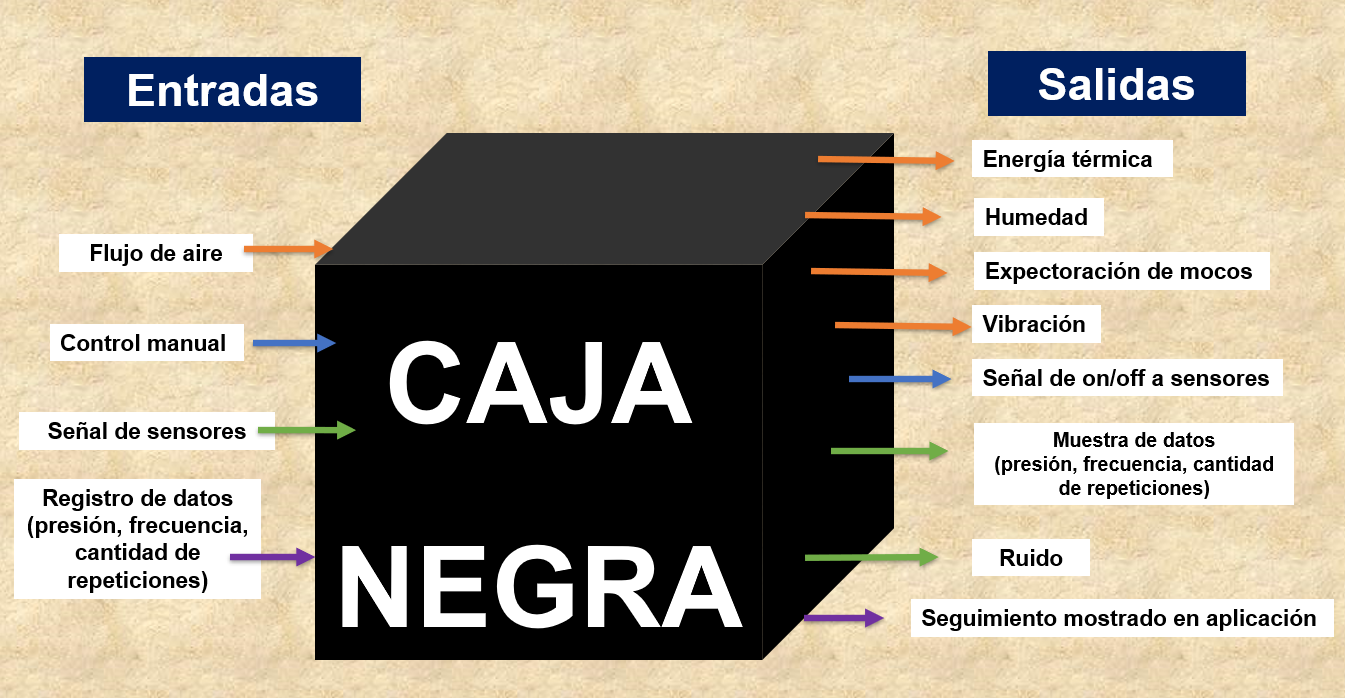 Entradas
Flujo de aire
Control manual
Señal de sensores
Registro de datos
(presión, frecuencia,
cantidad de
repeticiones)
CAJA
NEGRA
Salidas
Energía térmica
Humedad
Expectoración de mocos
Vibración
Señal de on/off a sensores
Muestra de datos
(presión, frecuencia, cantidad
de repeticiones)
Ruido
Seguimiento mostrado en aplicación